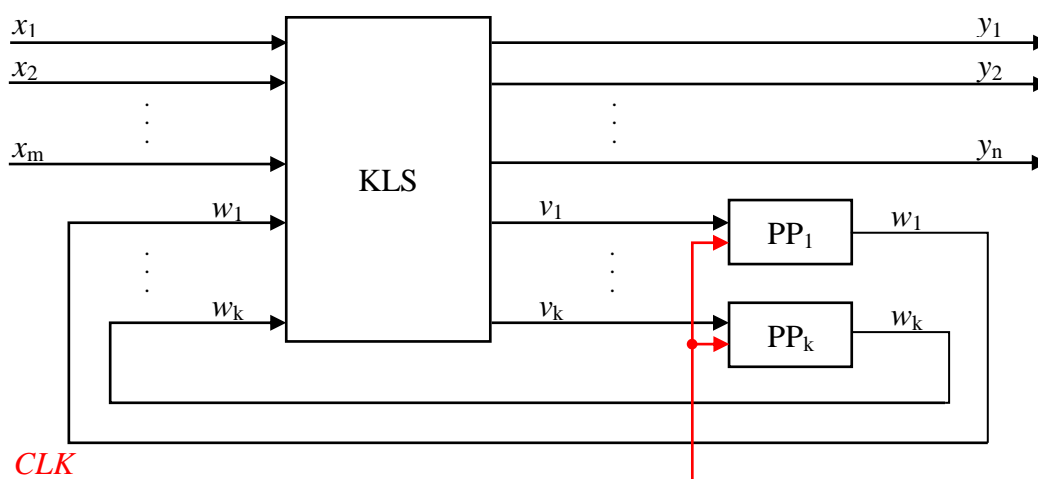 x₁ y₁
x₂ y₂
xₘ yₙ
KLS
w₁ v₁ PP₁ w₁
wₖ vₖ PPₖ wₖ
CLK